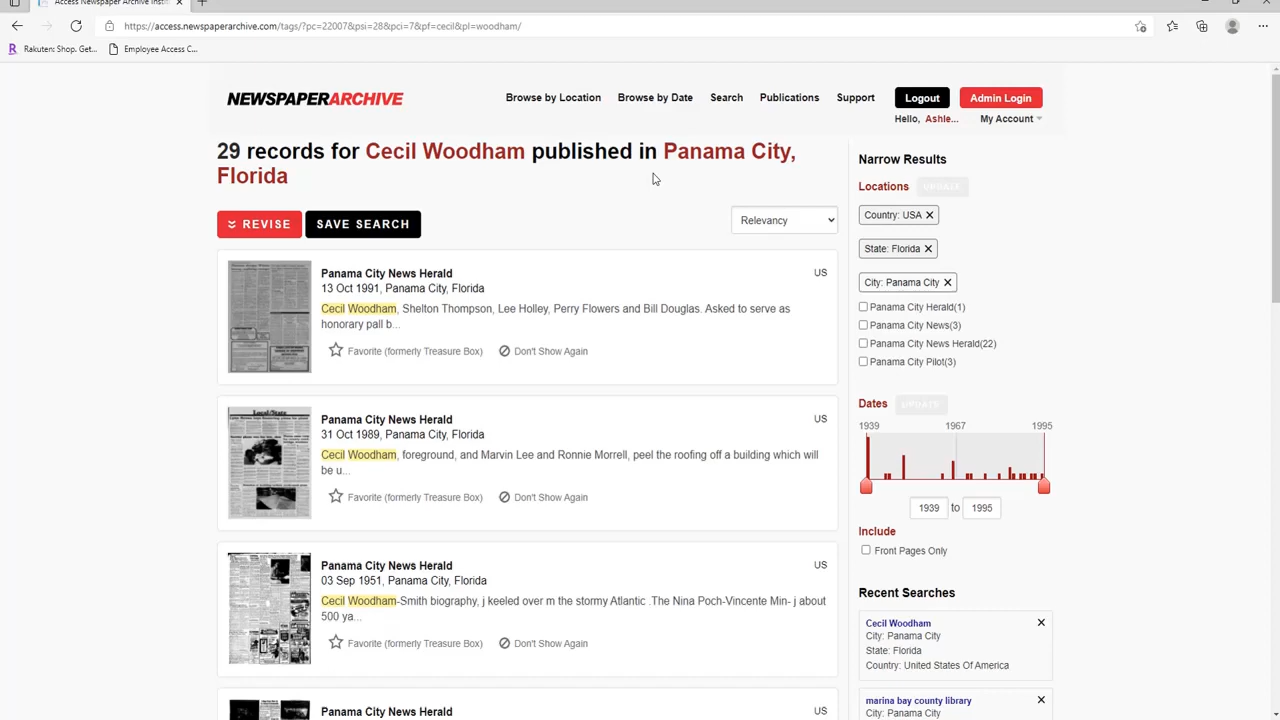 https://access.newspaperarchive.com/tags/?pc=22007&psi=28&pci=7&pf=cecil&pl=woodham/
Rakuten: Shop. Get... Employee Access C...
NEWSPAPERARCHIVE
Browse by Location Browse by Date Search Publications Support Logout Admin Login
Hello, Ashle... My Account
29 records for Cecil Woodham published in Panama City,
Florida
REVISE SAVE SEARCH Relevancy
Panama City News Herald US
13 Oct 1991, Panama City, Florida
Cecil Woodham, Shelton Thompson, Lee Holley, Perry Flowers and Bill Douglas. Asked to serve as
honorary pall b...
Favorite (formerly Treasure Box) Don't Show Again
Panama City News Herald US
31 Oct 1989, Panama City, Florida
Cecil Woodham, foreground, and Marvin Lee and Ronnie Morrell, peel the roofing off a building which will
be u...
Favorite (formerly Treasure Box) Don't Show Again
Panama City News Herald US
03 Sep 1951, Panama City, Florida
Cecil Woodham-Smith biography, j keeled over m the stormy Atlantic .The Nina Poch-Vincente Min- j about
500 ya...
Favorite (formerly Treasure Box) Don't Show Again
Panama City News Herald US
Narrow Results
Locations UPDATE
Country: USA
State: Florida
City: Panama City
Panama City Herald(1)
Panama City News(3)
Panama City News Herald(22)
Panama City Pilot(3)
Dates UPDATE
1939 1967 1995
1939 to 1995
Include
Front Pages Only
Recent Searches
Cecil Woodham
City: Panama City
State: Florida
Country: United States Of America
marina bay county library
City: Panama City